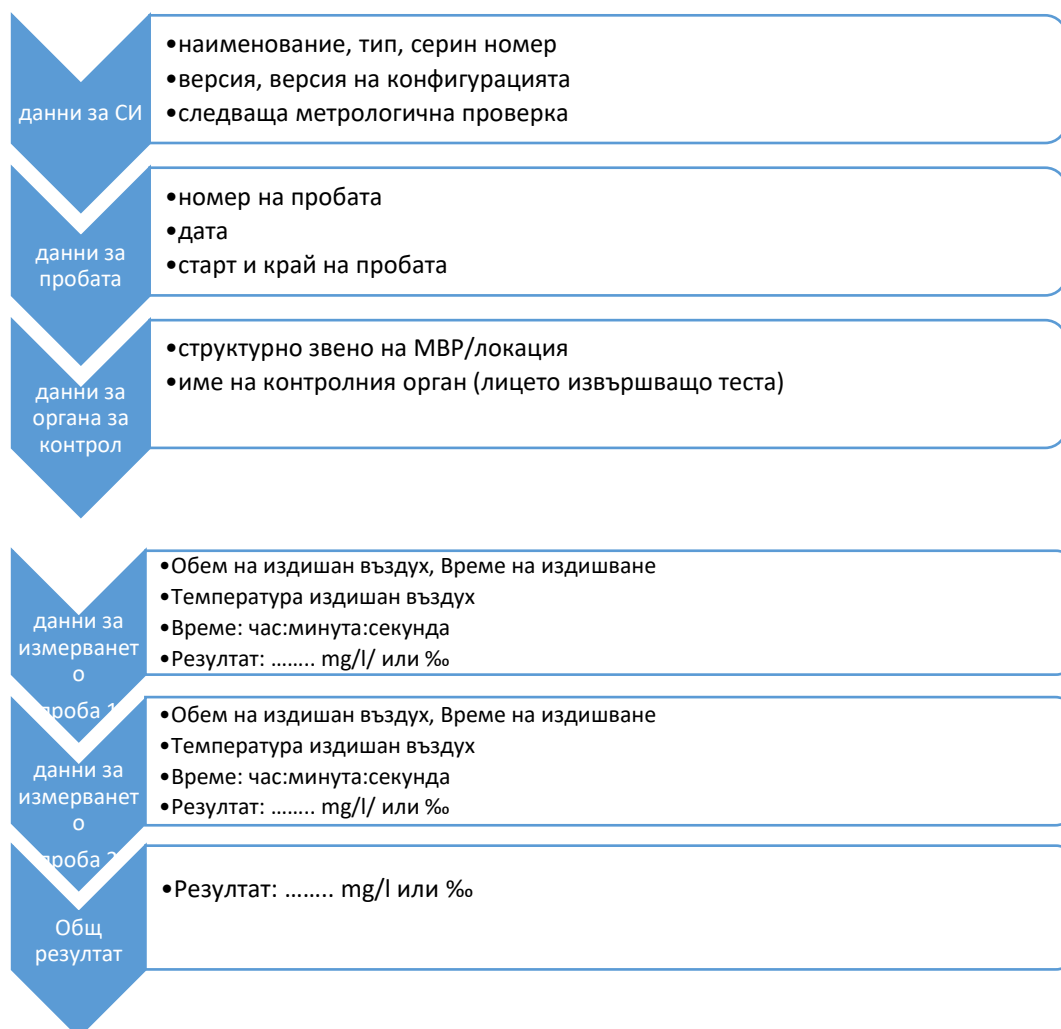 данни за СИ
•наименование, тип, серин номер
•версия, версия на конфигурацията
•следваща метрологична проверка
данни за
пробата
•номер на пробата
•дата
•старт и край на пробата
данни за
органа за
контрол
•структурно звено на МВР/локация
•име на контролния орган (лицето извършващо теста)
данни за
измерванет
о
проба 1
•Обем на издишан въздух, Време на издишване
•Температура издишан въздух
•Време: час:минута:секунда
•Резултат: …….. mg/l/ или ‰
данни за
измерванет
о
проба 2
•Обем на издишан въздух, Време на издишване
•Температура издишан въздух
•Време: час:минута:секунда
•Резултат: …….. mg/l/ или ‰
Общ
резултат
•Резултат: …….. mg/l или ‰